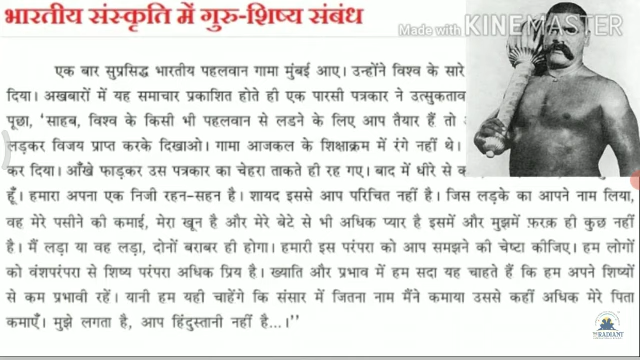 भारतीय संस्कृति में गुरु-शिष्य संबंध
Made with KINEMASTER
एक बार सुप्रसिद्ध भारतीय पहलवान गामा मुंबई आए। उन्होंने विश्व के सारे
दिया। अखबारों में यह समाचार प्रकाशित होते ही एक पारसी पत्रकार ने उत्सुकताव
पूछा, 'साहब, विश्व के किसी भी पहलवान से लडने के लिए आप तैयार हैं तो
लड़कर विजय प्राप्त करके दिखाओ। गामा आजकल के शिक्षाक्रम में रंगे नहीं थे।
कर दिया। आँखे फाड़कर उस पत्रकार का चेहरा ताकते ही रह गए। बाद में धीरे से
हूँ। हमारा अपना एक निजी रहन-सहन है। शायद इससे आप परिचित नहीं है। जिस लड़के का आपने नाम लिया,
वह मेरे पसीने की कमाई, मेरा खून है और मेरे बेटे से भी अधिक प्यार है इसमें और मुझमें फ़रक़ ही कुछ नहीं
है। मैं लड़ा या वह लड़ा, दोनों बराबर ही होगा। हमारी इस परंपरा को आप समझने की चेष्टा कीजिए। हम लोगों
को वंशपरंपरा से शिष्य परंपरा अधिक प्रिय है। ख्याति और प्रभाव में हम सदा यह चाहते हैं कि हम अपने शिष्यों
से कम प्रभावी रहें। यानी हम यही चाहेंगे कि संसार में जितना नाम मैंने कमाया उससे कहीं अधिक मेरे पिता
कमाएँ। मुझे लगता है, आप हिंदुस्तानी नहीं है...।''
RADIANT